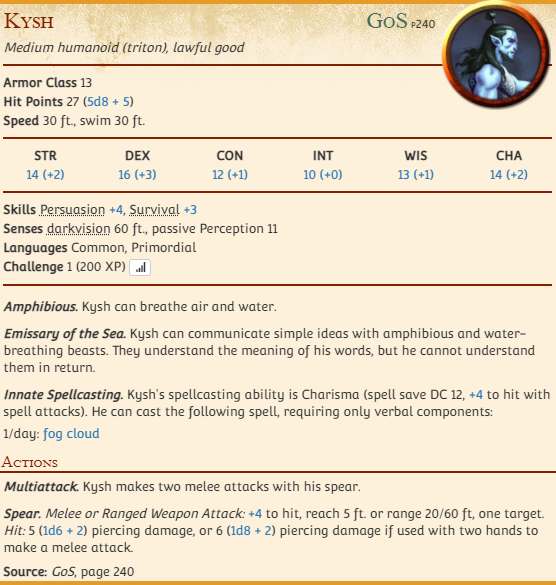 Kysh GoS p240
Medium humanoid (triton), lawful good
Armor Class 13
Hit Points 27 (5d8 + 5)
Speed 30 ft., swim 30 ft.
STR DEX CON INT WIS CHA
14 (+2) 16 (+3) 12 (+1) 10 (+0) 13 (+1) 14 (+2)
Skills Persuasion +4, Survival +3
Senses darkvision 60 ft., passive Perception 11
Languages Common, Primordial
Challenge 1 (200 XP)
Amphibious. Kysh can breathe air and water.
Emissary of the Sea. Kysh can communicate simple ideas with amphibious and water-
breathing beasts. They understand the meaning of his words, but he cannot understand
them in return.
Innate Spellcasting. Kysh's spellcasting ability is Charisma (spell save DC 12, +4 to hit with
spell attacks). He can cast the following spell, requiring only verbal components:
1/day: fog cloud
Actions
Multiattack. Kysh makes two melee attacks with his spear.
Spear. Melee or Ranged Weapon Attack: +4 to hit, reach 5 ft. or range 20/60 ft, one target.
Hit: 5 (1d6 + 2) piercing damage, or 6 (1d8 + 2) piercing damage if used with two hands to
make a melee attack.
Source: GoS, page 240